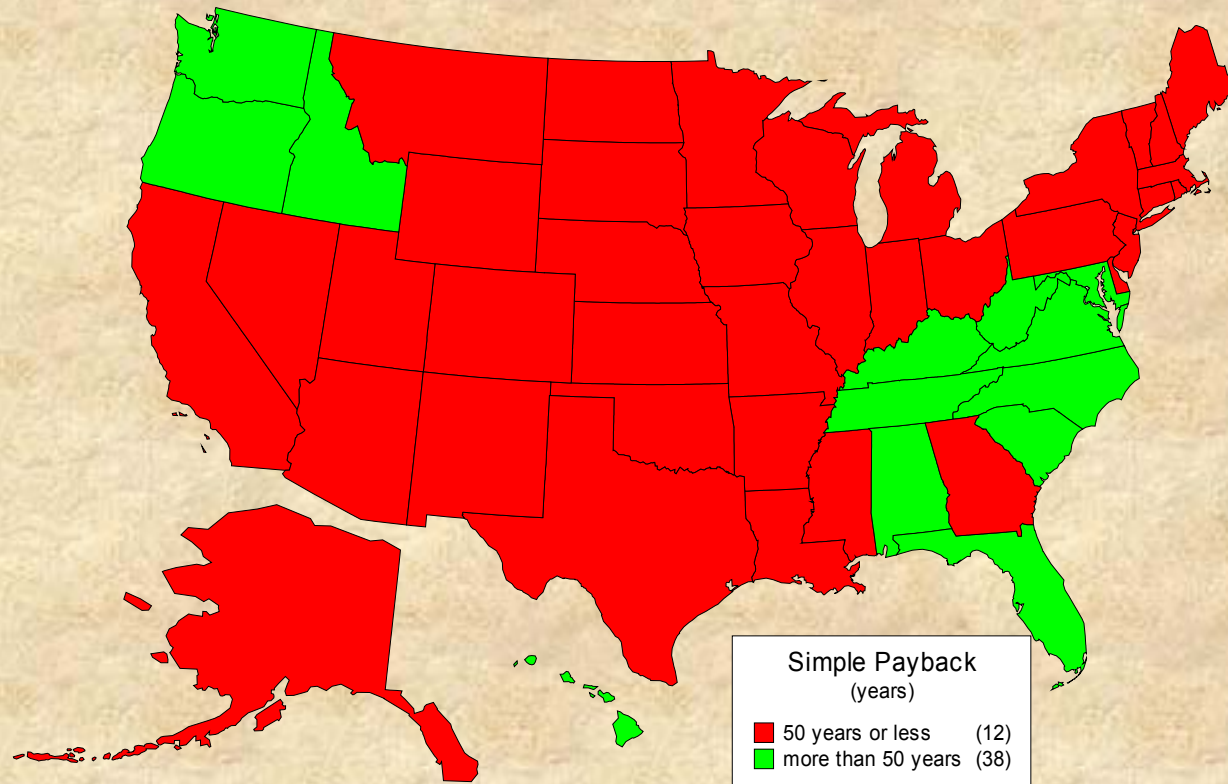 Simple Payback
(years)
50 years or less (12)
more than 50 years (38)